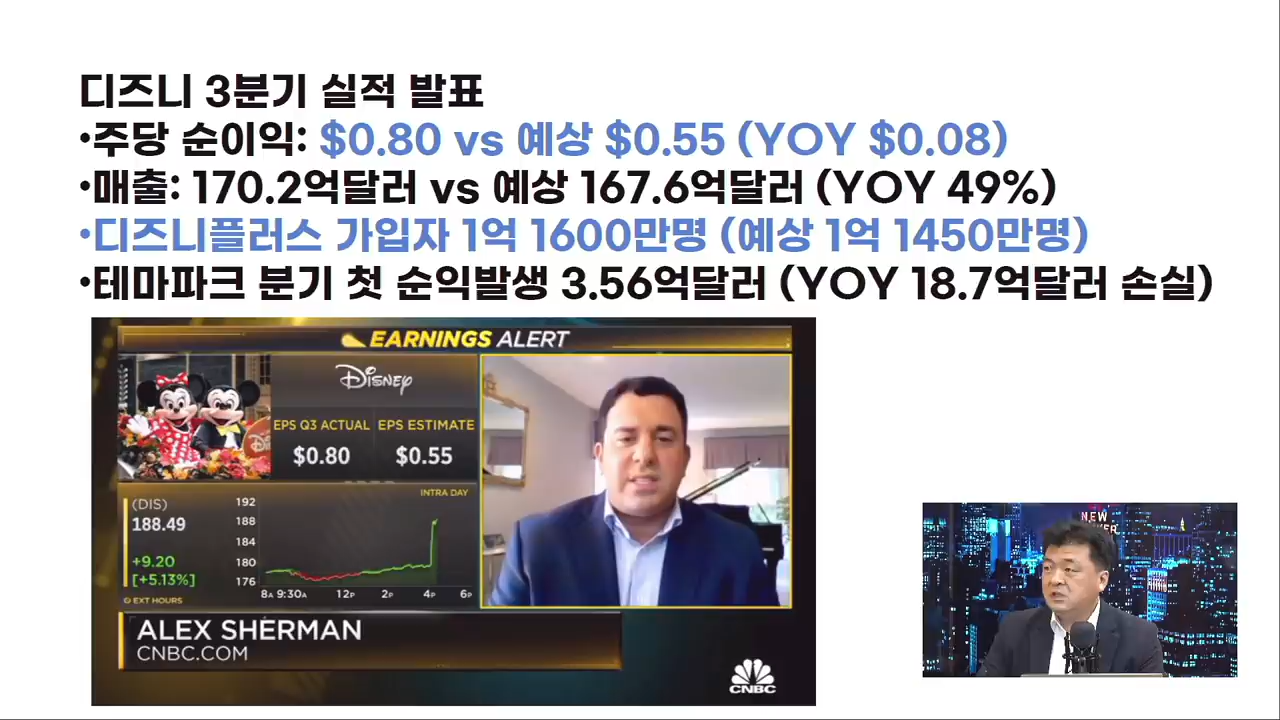 디즈니 3분기 실적 발표
•주당 순이익: $0.80 vs 예상 $0.55 (YOY $0.08)
•매출: 170.2억달러 vs 예상 167.6억달러 (YOY 49%)
•디즈니플러스 가입자 1억 1600만명 (예상 1억 1450만명)
•테마파크 분기 첫 순익발생 3.56억달러 (YOY 18.7억달러 손실)
EARNINGS ALERT
Disney
EPS Q3 ACTUAL EPS ESTIMATE
$0.80 $0.55
INTRA DAY
(DIS)
188.49
+9.20
[+5.13%]
EXT HOURS
192
188
184
180
176
8A 9:30A 12P 2P 4P 6P
ALEX SHERMAN
CNBC.COM
CNBC
NEW